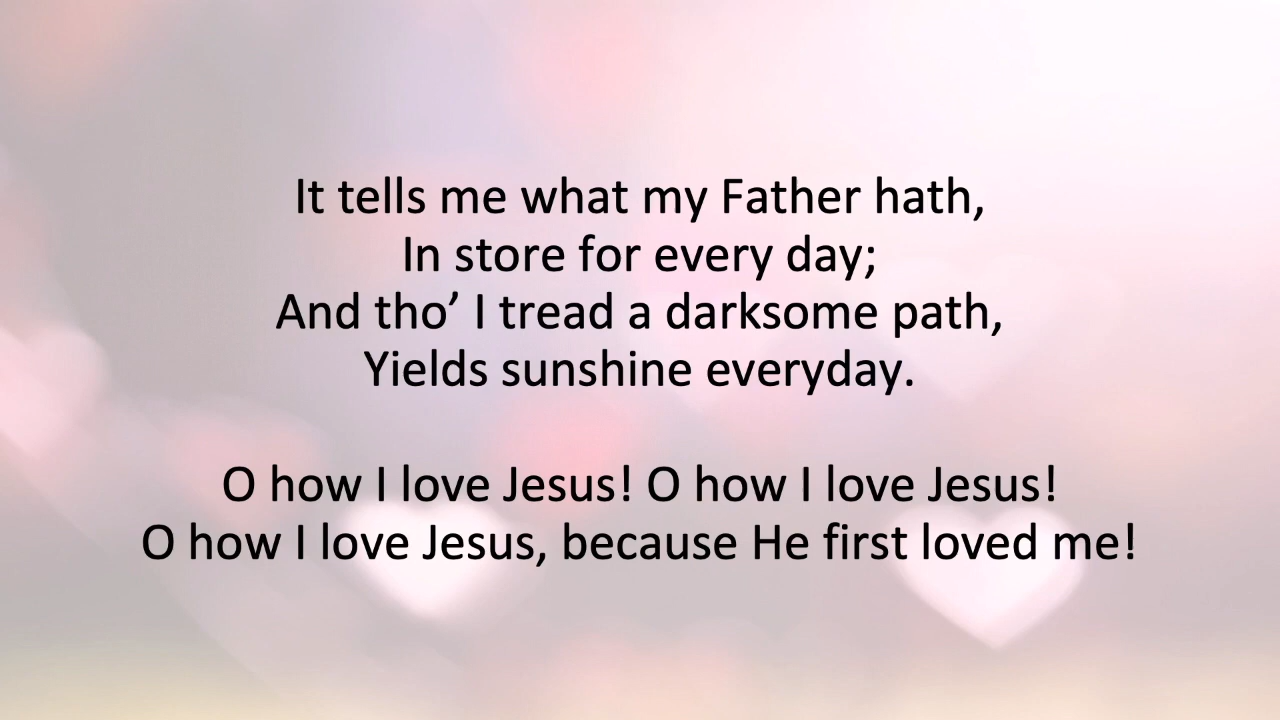 It tells me what my Father hath,
In store for every day;
And tho’ I tread a darksome path,
Yields sunshine everyday.
O how I love Jesus! O how I love Jesus!
O how I love Jesus, because He first loved me!